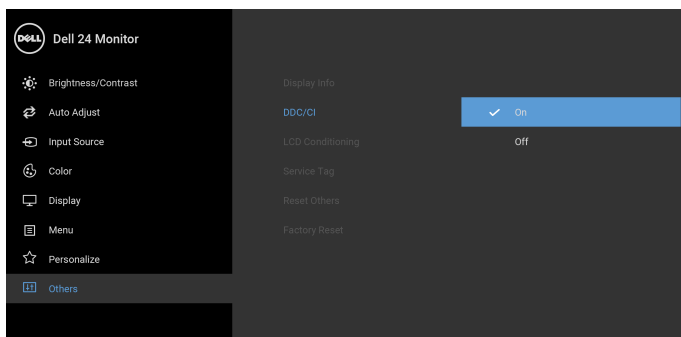 DELL
Dell 24 Monitor
Brightness/Contrast
Auto Adjust
Input Source
Color
Display
Menu
Personalize
Others
Display Info
DDC/CI
LCD Conditioning
Service Tag
Reset Others
Factory Reset
On
Off